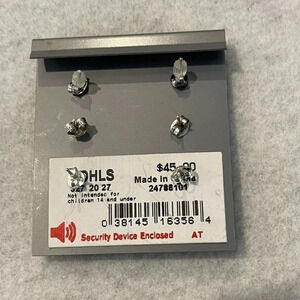 $45.00
Made In
20 27
24788101
Not intended for
children 14 and under
0 38145 16356 4
Security Device Enclosed AT